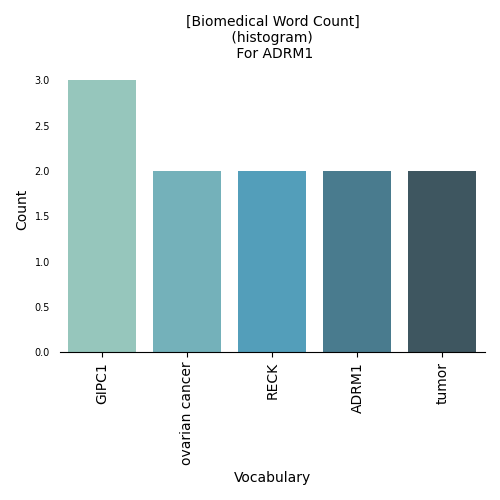 [Biomedical Word Count]
(histogram)
For ADRM1
3.0
2.5
2.0
1.5
1.0
0.5
0.0
Count
GIPC1
ovarian cancer
RECK
ADRM1
tumor
Vocabulary